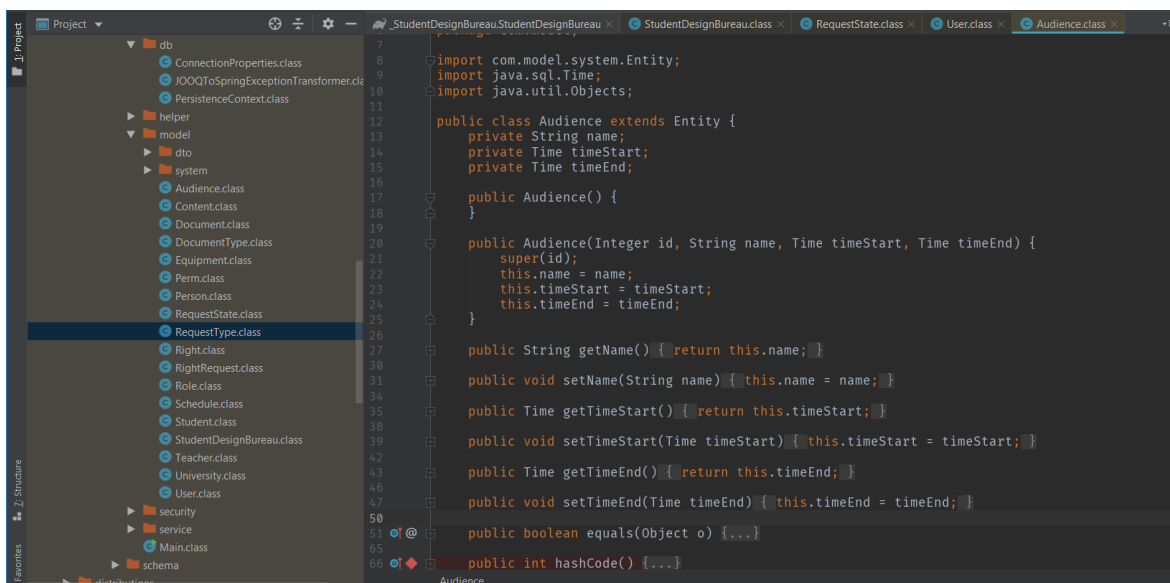 1: Project
Project
db
ConnectionProperties.class
JOOQToSpringExceptionTransformer.cla
PersistenceContext.class
helper
model
dto
system
Audience.class
Content.class
Document.class
DocumentType.class
Equipment.class
Perm.class
Person.class
RequestState.class
RequestType.class
Right.class
RightRequest.class
Role.class
Schedule.class
Student.class
StudentDesignBureau.class
Teacher.class
University.class
User.class
security
service
Main.class
schema
distributions
Z: Structure
Favorites
_StudentDesignBureau.StudentDesignBureau × StudentDesignBureau.class × RequestState.class × User.class × Audience.class ×
7 package com.model;
8 import com.model.system.Entity;
9 import java.sql.Time;
10 import java.util.Objects;
11
12 public class Audience extends Entity {
13 private String name;
14 private Time timeStart;
15 private Time timeEnd;
16
17 public Audience() {
18 }
19
20 public Audience(Integer id, String name, Time timeStart, Time timeEnd) {
21 super(id);
22 this.name = name;
23 this.timeStart = timeStart;
24 this.timeEnd = timeEnd;
25 }
26
27 public String getName() { return this.name; }
30
31 public void setName(String name) { this.name = name; }
34
35 public Time getTimeStart() { return this.timeStart; }
38
39 public void setTimeStart(Time timeStart) { this.timeStart = timeStart; }
42
43 public Time getTimeEnd() { return this.timeEnd; }
46
47 public void setTimeEnd(Time timeEnd) { this.timeEnd = timeEnd; }
50
51 @ public boolean equals(Object o) {...}
65
66 public int hashCode() {...}
Audience